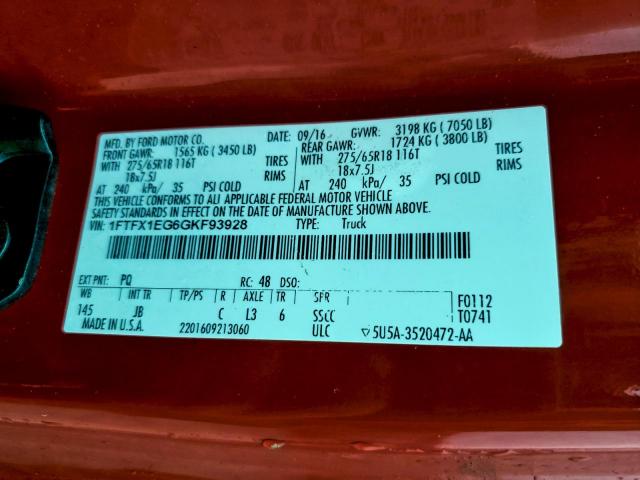 MFD. BY FORD MOTOR CO.
DATE: 09/16 GVWR: 3198 KG ( 7050 LB)
FRONT GAWR: 1565 KG ( 3450 LB)
REAR GAWR: 1724 KG ( 3800 LB)
WITH 275/65R18 116T TIRES
WITH 275/65R18 116T TIRES
18x7.5J RIMS
18x7.5J RIMS
AT 240 kPa/ 35 PSI COLD
AT 240 kPa/ 35 PSI COLD
THIS VEHICLE CONFORMS TO ALL APPLICABLE FEDERAL MOTOR VEHICLE
SAFETY STANDARDS IN EFFECT ON THE DATE OF MANUFACTURE SHOWN ABOVE.
VIN: 1FTFX1EG6GKF93928 TYPE: Truck
EXT PNT: PQ RC: 48 DSO:
WB INT TR TP/PS R AXLE TR SPR
145 JB C L3 6 SSCC
F0112
T0741
MADE IN U.S.A. 2201609213060 ULC 5U5A-3520472-AA